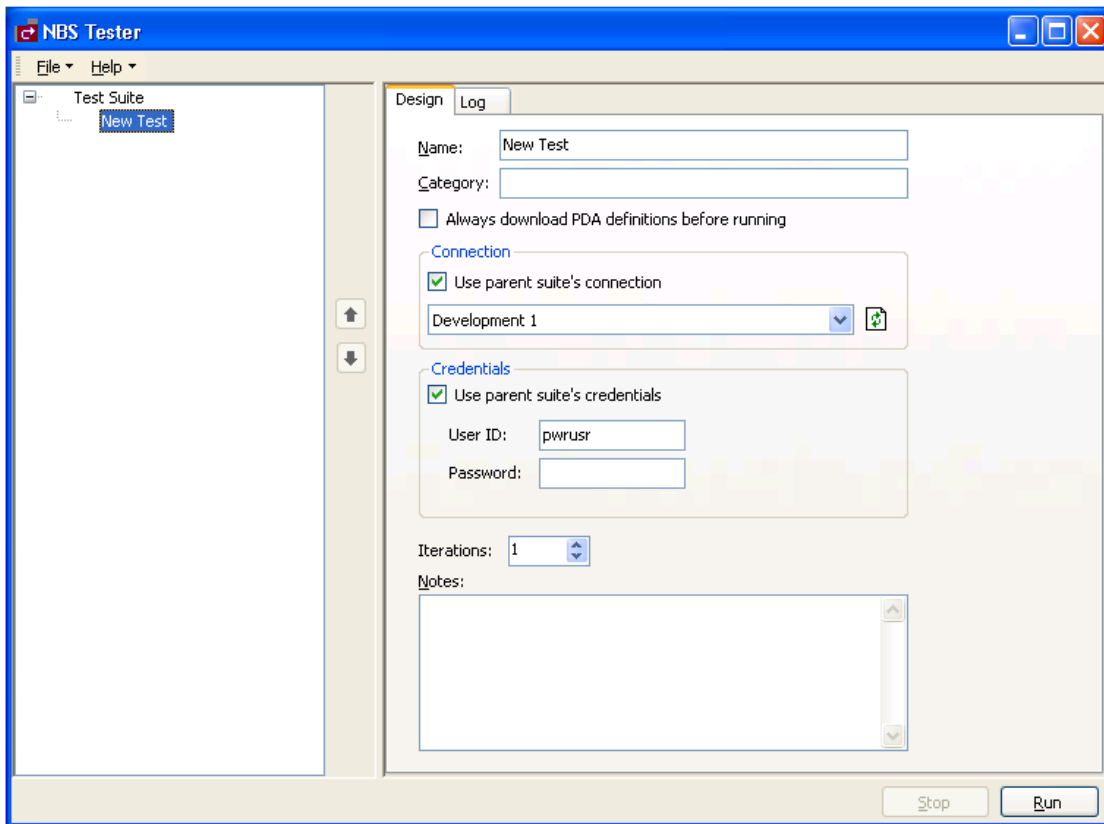 NBS Tester
File Help
Test Suite
New Test
Design Log
Name: New Test
Category:
Always download PDA definitions before running
Connection
Use parent suite's connection
Development 1
Credentials
Use parent suite's credentials
User ID: pwrusr
Password:
Iterations: 1
Notes:
Stop Run